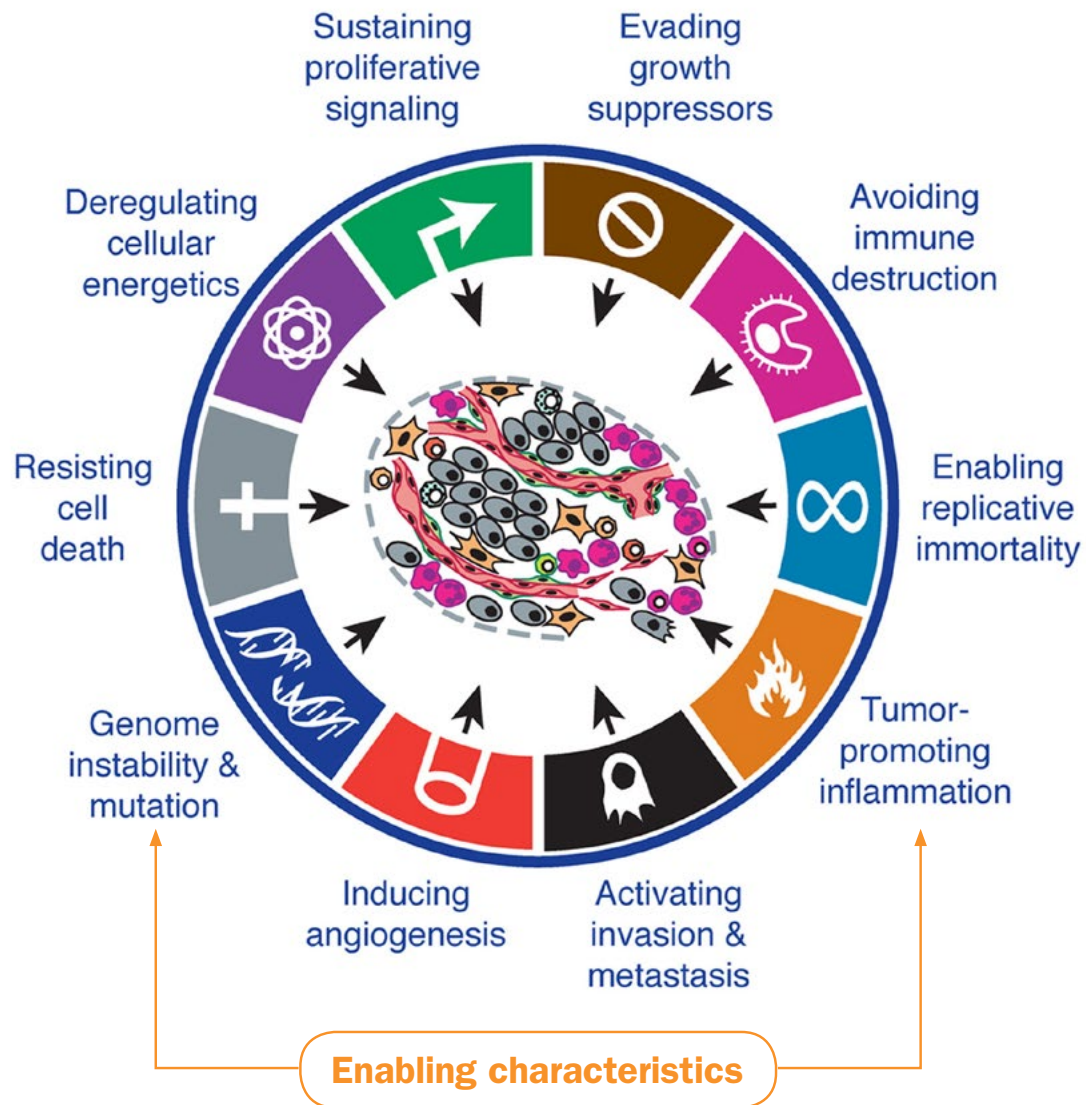 Sustaining
proliferative
signaling
Evading
growth
suppressors
Deregulating
cellular
energetics
Avoiding
immune
destruction
Resisting
cell
death
Enabling
replicative
immortality
Genome
instability &
mutation
Tumor-
promoting
inflammation
Inducing
angiogenesis
Activating
invasion &
metastasis
Enabling characteristics